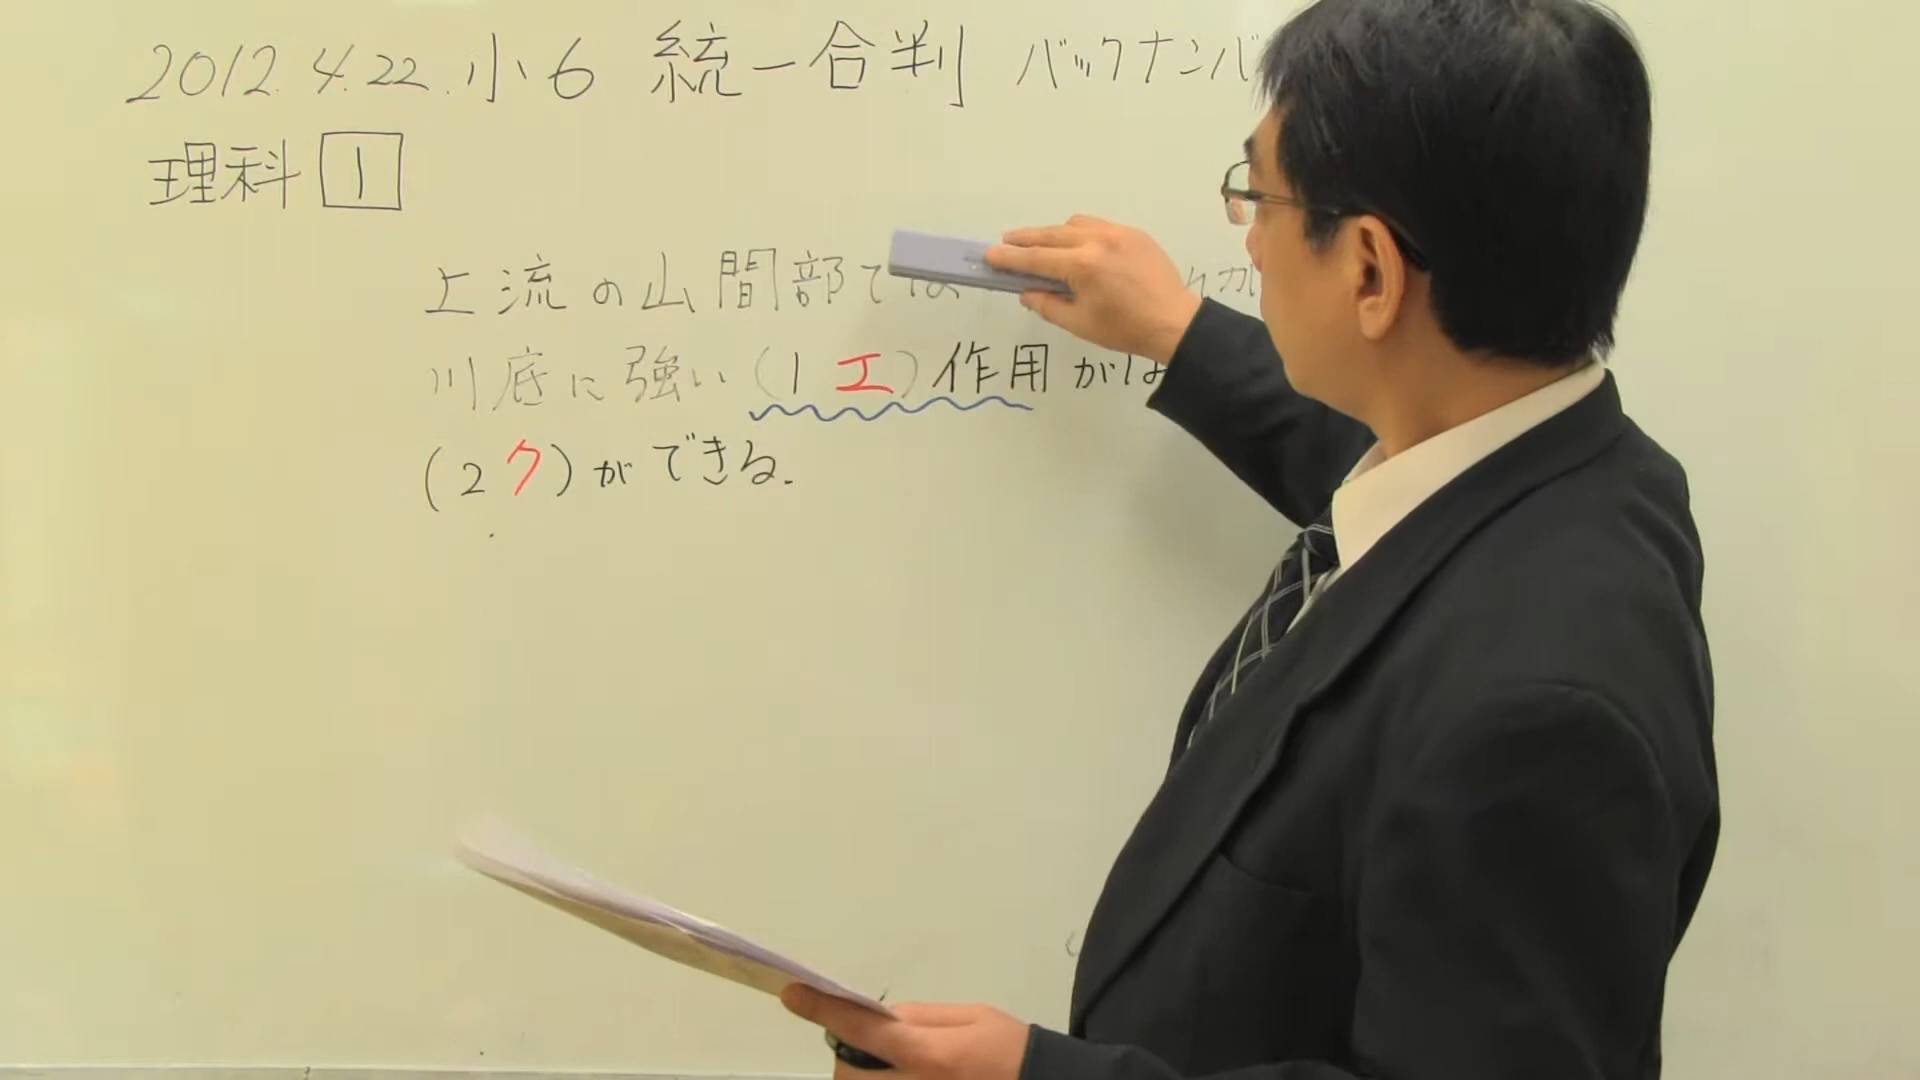 2012.4.22.小6 統一合判 バックナンバ
理科 1
上流の山間部では
川底に強い(1 エ)作用がは
(2 ク)ができる.